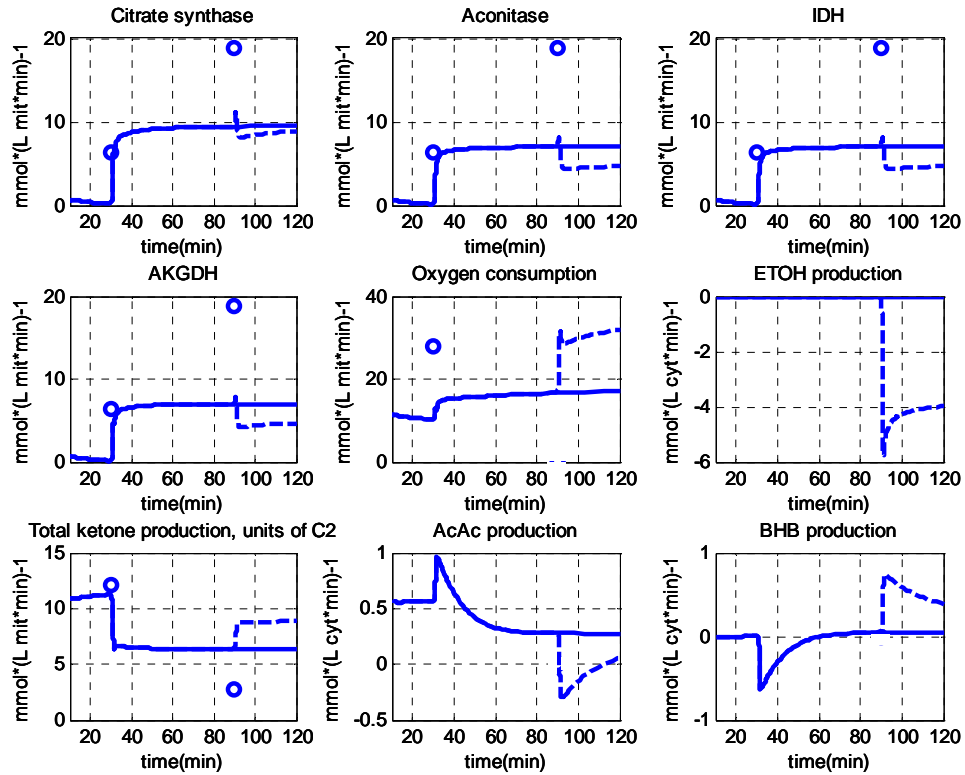 Citrate synthase
mmol*(L mit*min)-1
20
10
0
20 40 60 80 100 120
time(min)
Aconitase
mmol*(L mit*min)-1
20
10
0
20 40 60 80 100 120
time(min)
IDH
mmol*(L mit*min)-1
20
10
0
20 40 60 80 100 120
time(min)
AKGDH
mmol*(L mit*min)-1
20
10
0
20 40 60 80 100 120
time(min)
Oxygen consumption
mmol*(L mit*min)-1
40
20
0
20 40 60 80 100 120
time(min)
ETOH production
mmol*(L cyt*min)-1
0
-2
-4
-6
20 40 60 80 100 120
time(min)
Total ketone production, units of C2
mmol*(L mit*min)-1
15
10
5
0
20 40 60 80 100 120
time(min)
AcAc production
mmol*(L cyt*min)-1
1
0.5
0
-0.5
20 40 60 80 100 120
time(min)
BHB production
mmol*(L cyt*min)-1
1
0
-1
20 40 60 80 100 120
time(min)